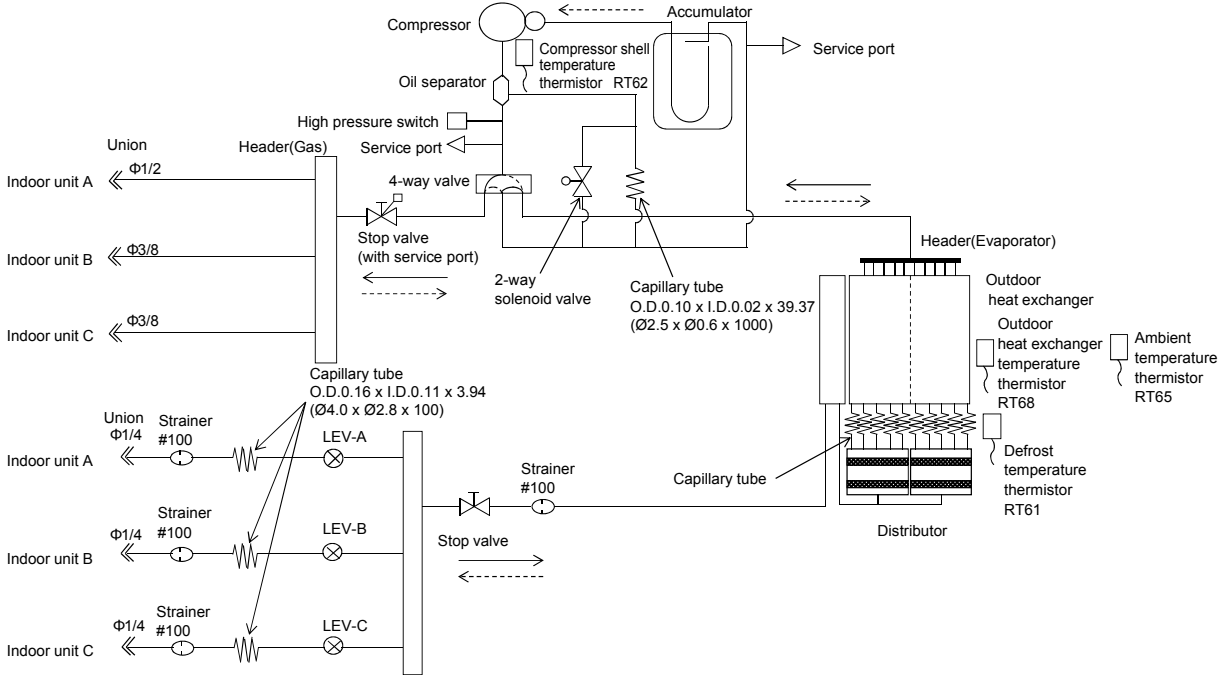 Compressor
Accumulator
Service port
Compressor shell
temperature
thermistor RT62
Oil separator
High pressure switch
Service port
Union
Header(Gas)
Indoor unit A
Φ1/2
4-way valve
Stop valve
(with service port)
Indoor unit B
Φ3/8
Indoor unit C
Φ3/8
2-way
solenoid valve
Capillary tube
O.D.0.10 x I.D.0.02 x 39.37
(Ø2.5 x Ø0.6 x 1000)
Header(Evaporator)
Outdoor
heat exchanger
Outdoor
heat exchanger
temperature
thermistor
RT68
Ambient
temperature
thermistor
RT65
Capillary tube
O.D.0.16 x I.D.0.11 x 3.94
(Ø4.0 x Ø2.8 x 100)
Union
Φ1/4
Strainer
#100
LEV-A
Indoor unit A
Strainer
#100
Capillary tube
Defrost
temperature
thermistor
RT61
Distributor
Φ1/4
Strainer
#100
LEV-B
Indoor unit B
Stop valve
Φ1/4
Strainer
#100
LEV-C
Indoor unit C